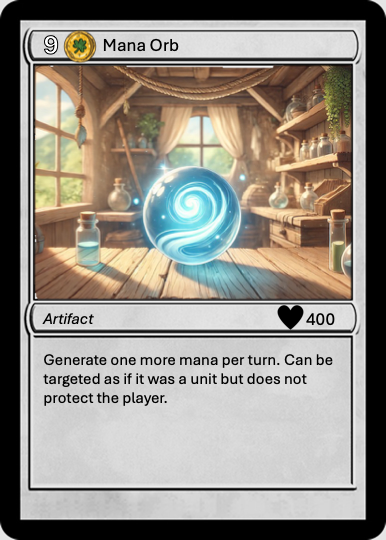 9 Mana Orb
Artifact 400
Generate one more mana per turn. Can be
targeted as if it was a unit but does not
protect the player.